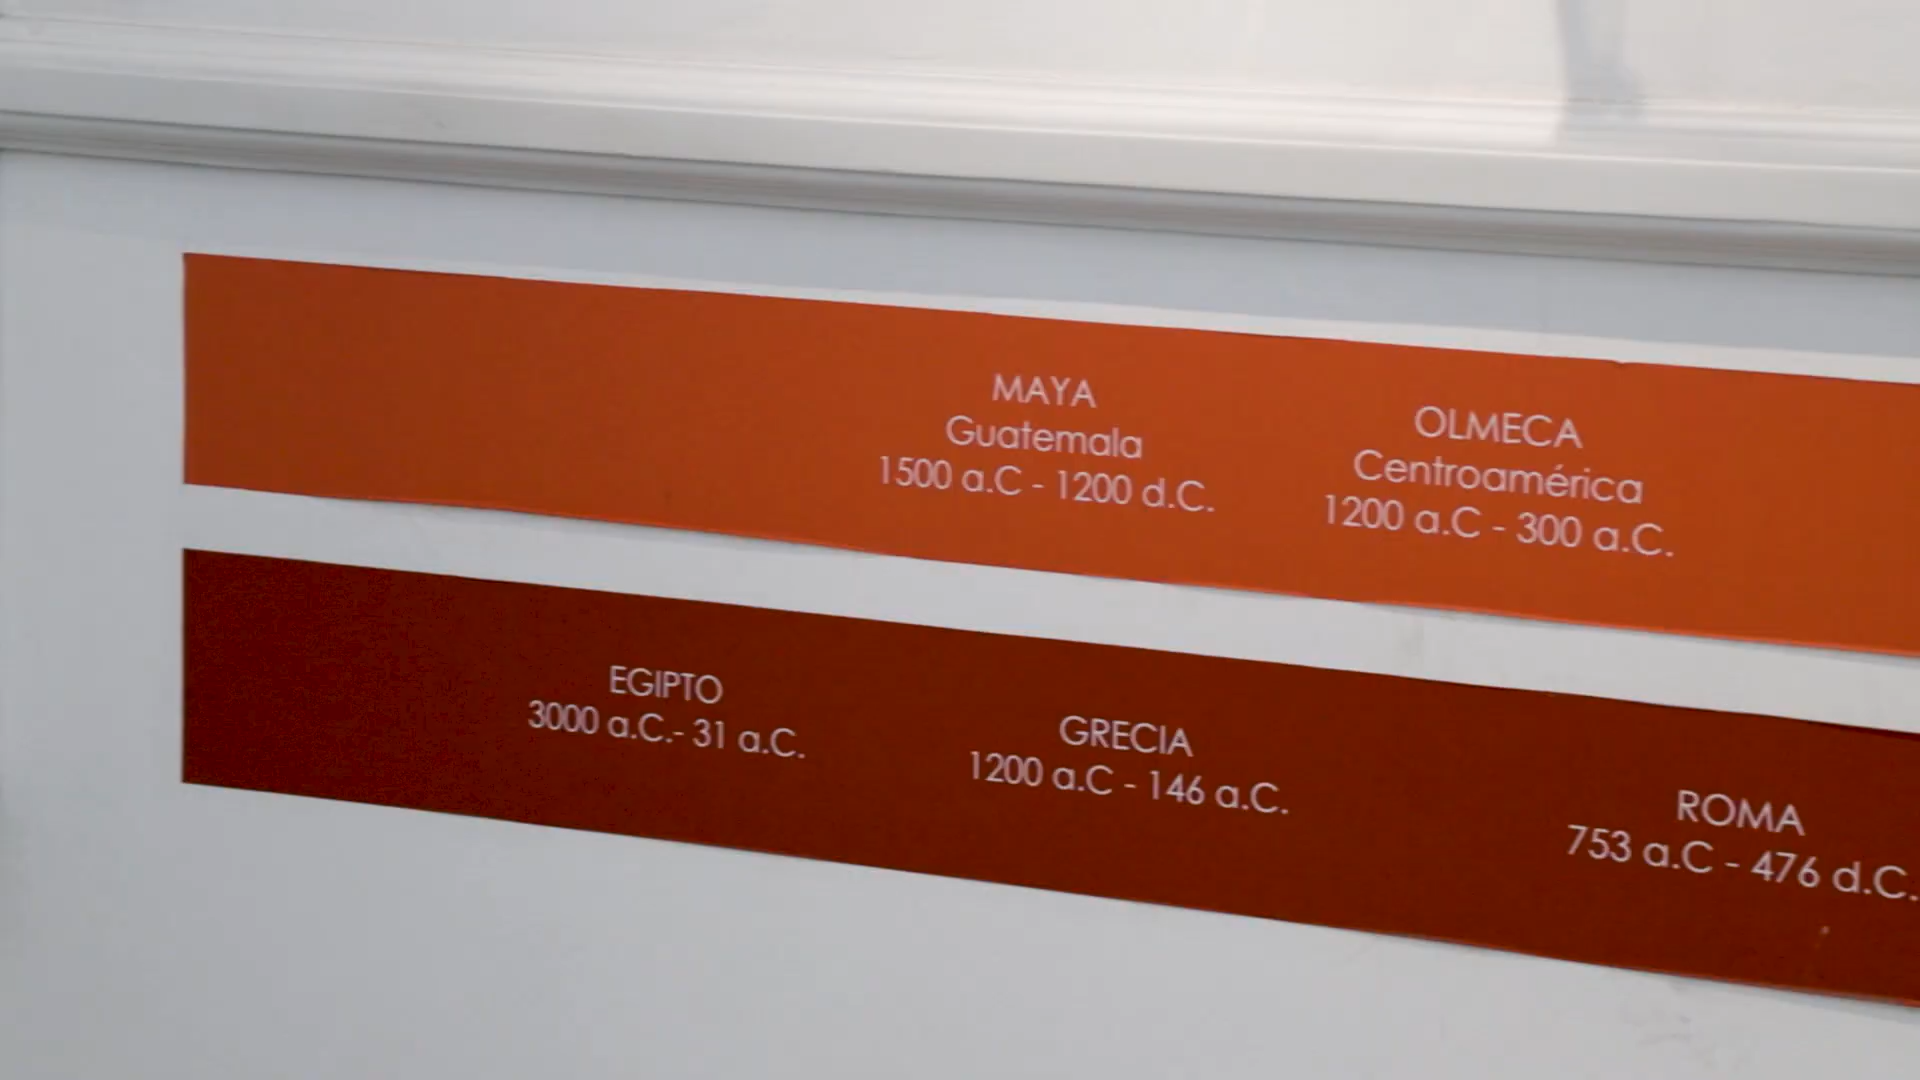 MAYA
Guatemala
1500 a.C - 1200 d.C.
OLMECA
Centroamérica
1200 a.C - 300 a.C.
EGIPTO
3000 a.C.- 31 a.C.
GRECIA
1200 a.C - 146 a.C.
ROMA
753 a.C - 476 d.C.